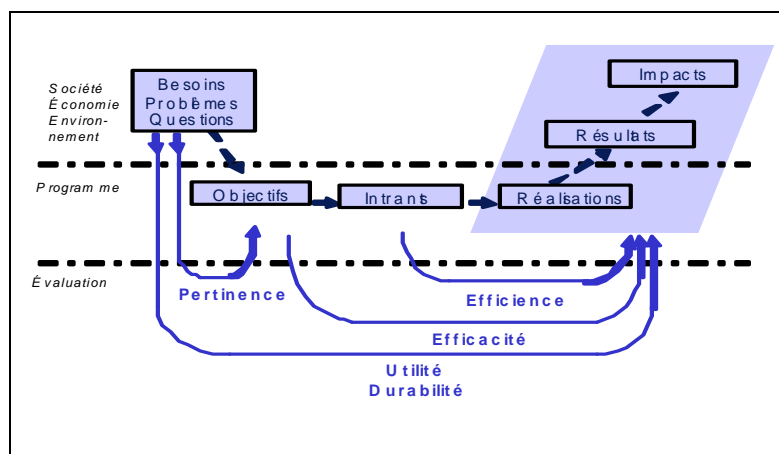 Société
Économie
Environ-
nement
Besoins
Problèmes
Questions
Impacts
Résultats
Programme
Objectifs
Intrants
Réalisations
Évaluation
Pertinence
Efficience
Efficacité
Utilité
Durabilité